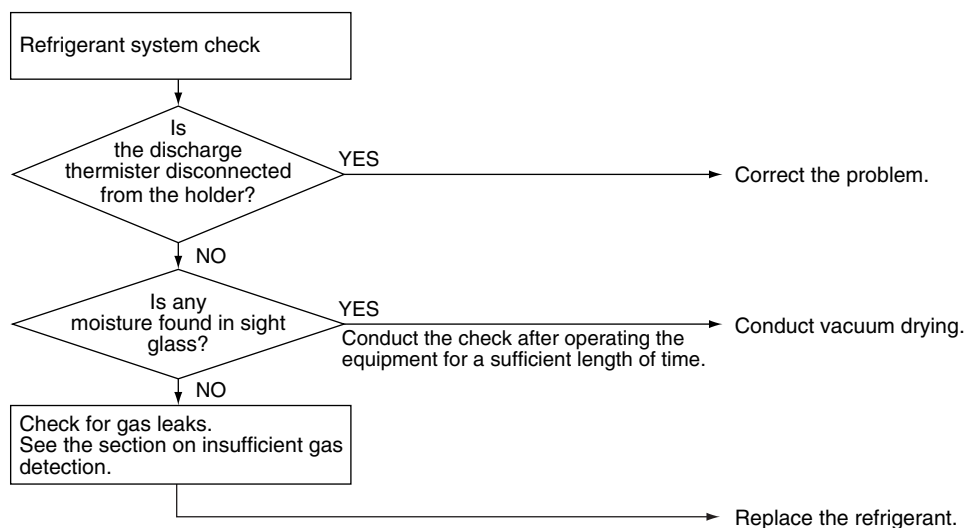 Refrigerant system check
Is
the discharge
thermister disconnected
from the holder?
YES
Correct the problem.
NO
Is any
moisture found in sight
glass?
YES
Conduct the check after operating the
equipment for a sufficient length of time.
Conduct vacuum drying.
NO
Check for gas leaks.
See the section on insufficient gas
detection.
Replace the refrigerant.